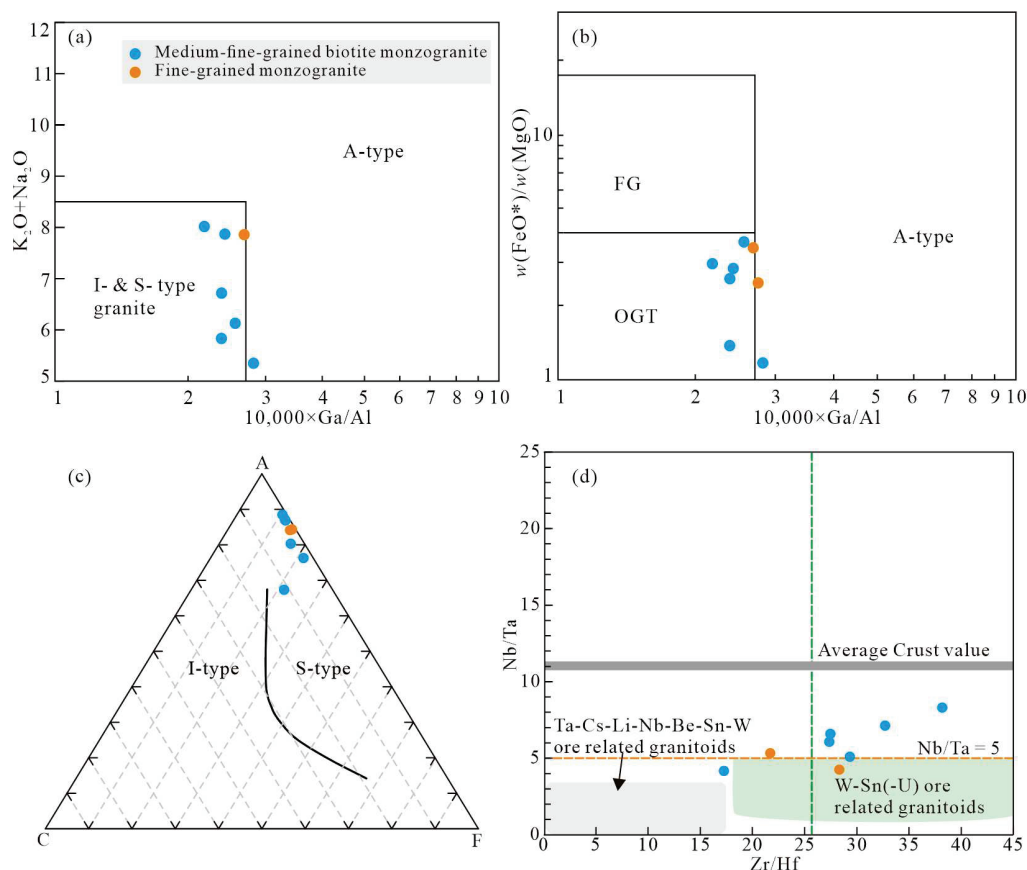 (a)
Medium-fine-grained biotite monzogranite
Fine-grained monzogranite
A-type
I- & S- type
granite
K₂O+Na₂O
12
11
10
9
8
7
6
5
1 2 3 4 5 6 7 8 9 10
10,000×Ga/Al
(b)
FG
OGT
A-type
w(FeO*)/w(MgO)
10
1
1 2 3 4 5 6 7 8 9 10
10,000×Ga/Al
(c)
A
I-type
S-type
C
F
(d)
Nb/Ta
25
20
15
10
5
0
Average Crust value
Ta-Cs-Li-Nb-Be-Sn-W
ore related granitoids
Nb/Ta = 5
W-Sn(-U) ore
related granitoids
0 5 10 15 20 25 30 35 40 45
Zr/Hf